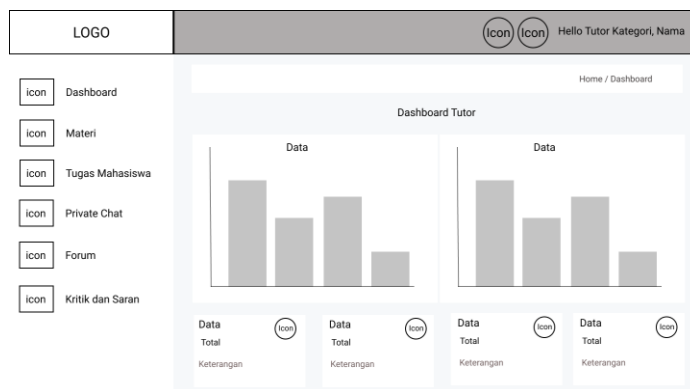 LOGO
Icon
Icon
Hello Tutor Kategori, Nama
icon
Dashboard
icon
Materi
icon
Tugas Mahasiswa
icon
Private Chat
icon
Forum
icon
Kritik dan Saran
Home / Dashboard
Dashboard Tutor
Data
Data
Data
Icon
Total
Keterangan
Data
Icon
Total
Keterangan
Data
Icon
Total
Keterangan
Data
Icon
Total
Keterangan